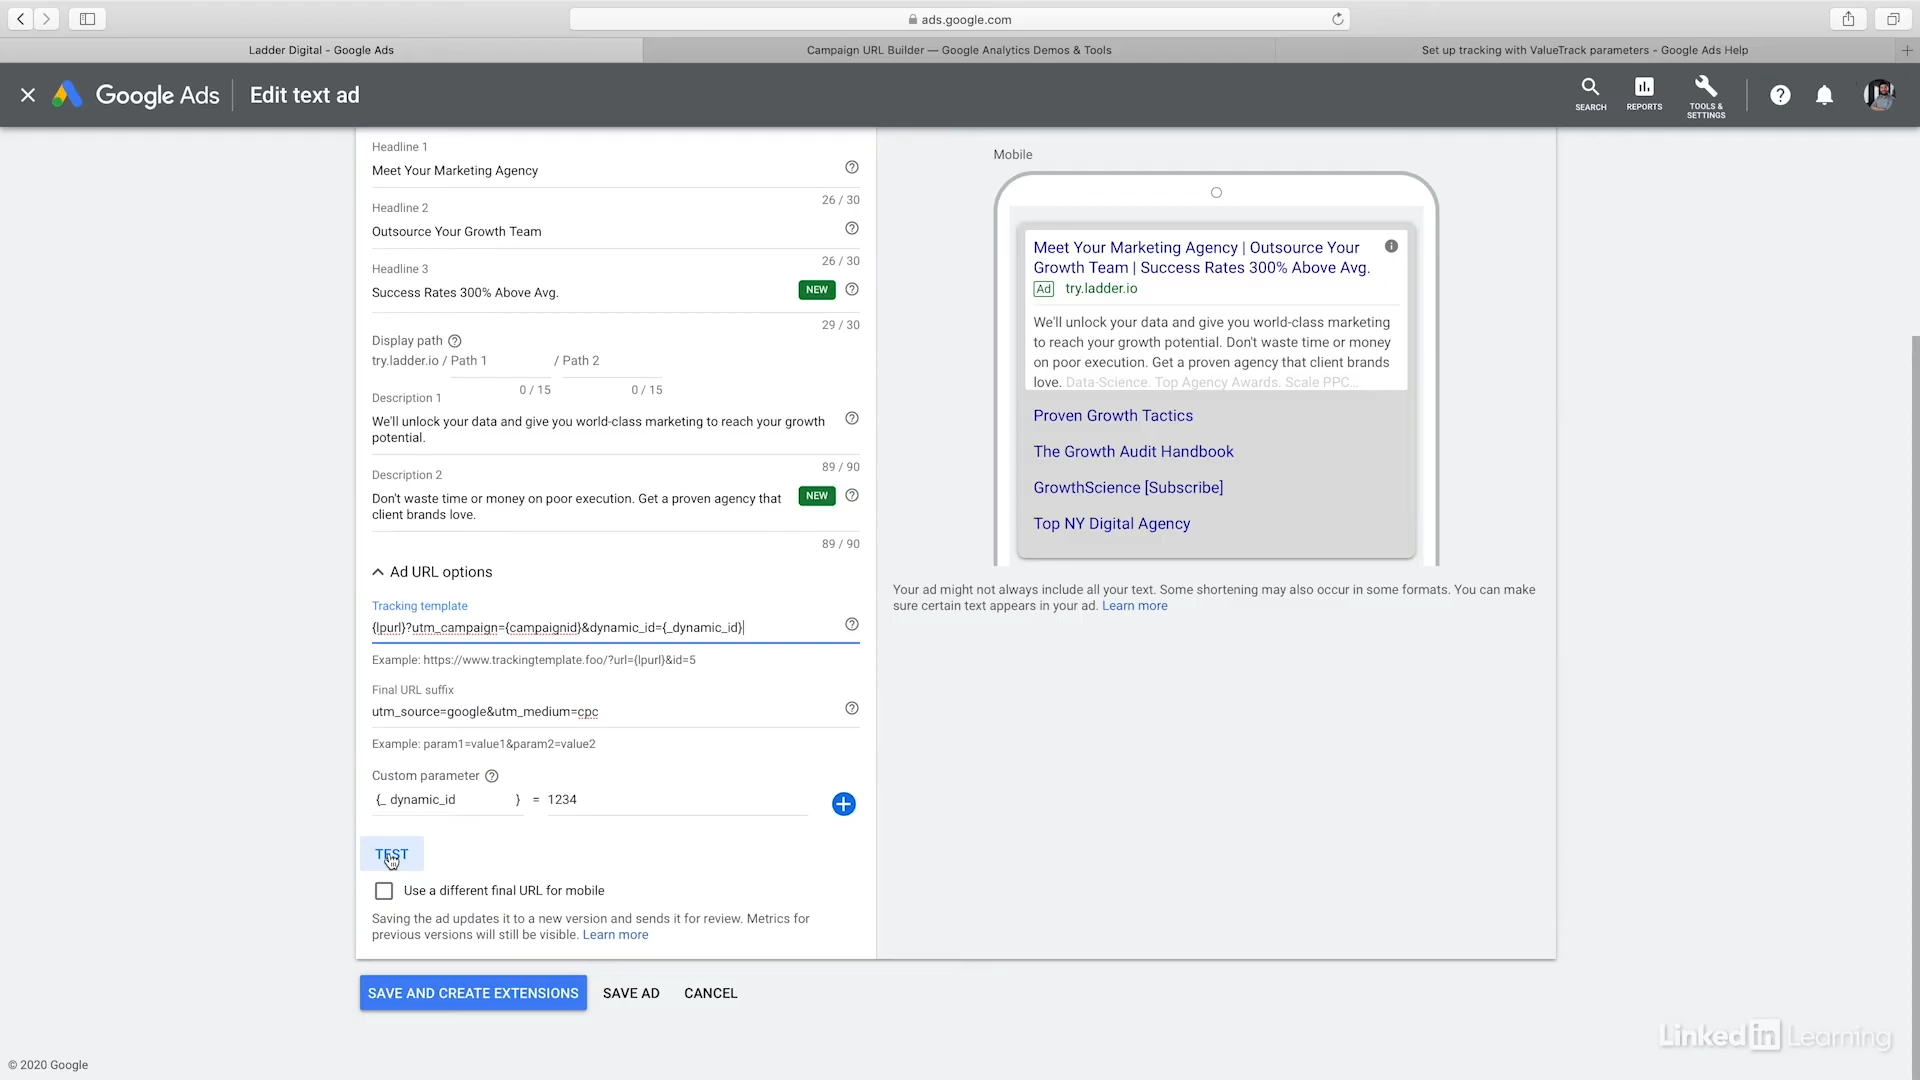 ads.google.com
Ladder Digital - Google Ads
Campaign URL Builder — Google Analytics Demos & Tools
Set up tracking with ValueTrack parameters - Google Ads Help
Google Ads
Edit text ad
SEARCH
REPORTS
TOOLS &
SETTINGS
Headline 1
Meet Your Marketing Agency
26 / 30
Headline 2
Outsource Your Growth Team
26 / 30
Headline 3
Success Rates 300% Above Avg.
NEW
29 / 30
Display path
try.ladder.io / Path 1 / Path 2
0 / 15 0 / 15
Description 1
We'll unlock your data and give you world-class marketing to reach your growth
potential.
89 / 90
Description 2
Don't waste time or money on poor execution. Get a proven agency that
client brands love.
NEW
89 / 90
Ad URL options
Tracking template
{lpurl}?utm_campaign={campaignid}&dynamic_id={_dynamic_id}
Example: https://www.trackingtemplate.foo/?url={lpurl}&id=5
Final URL suffix
utm_source=google&utm_medium=cpc
Example: param1=value1&param2=value2
Custom parameter
{_ dynamic_id } = 1234
TEST
Use a different final URL for mobile
Saving the ad updates it to a new version and sends it for review. Metrics for
previous versions will still be visible. Learn more
SAVE AND CREATE EXTENSIONS SAVE AD CANCEL
Mobile
Meet Your Marketing Agency | Outsource Your
Growth Team | Success Rates 300% Above Avg.
Ad try.ladder.io
We'll unlock your data and give you world-class marketing
to reach your growth potential. Don't waste time or money
on poor execution. Get a proven agency that client brands
love. Data-Science. Top Agency Awards. Scale PPC...
Proven Growth Tactics
The Growth Audit Handbook
GrowthScience [Subscribe]
Top NY Digital Agency
Your ad might not always include all your text. Some shortening may also occur in some formats. You can make
sure certain text appears in your ad. Learn more
© 2020 Google
Linked in Learning